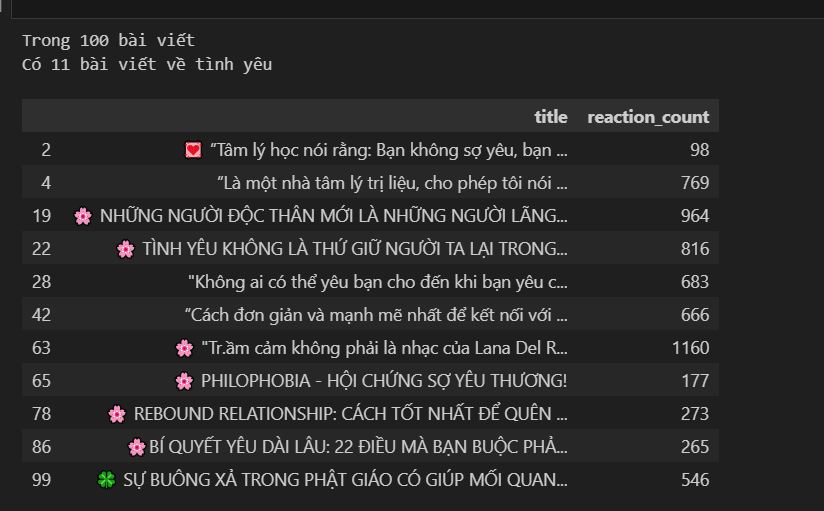 Trong 100 bài viết
Có 11 bài viết về tình yêu
title reaction_count
2 💌 “Tâm lý học nói rằng: Bạn không sợ yêu, bạn ... 98
4 “Là một nhà tâm lý trị liệu, cho phép tôi nói ... 769
19 🌸 NHỮNG NGƯỜI ĐỘC THÂN MỚI LÀ NHỮNG NGƯỜI LÃNG... 964
22 🌸 TÌNH YÊU KHÔNG LÀ THỨ GIỮ NGƯỜI TA LẠI TRONG... 816
28 "Không ai có thể yêu bạn cho đến khi bạn yêu c... 683
42 “Cách đơn giản và mạnh mẽ nhất để kết nối với ... 666
63 🌸 "Tr.ầm cảm không phải là nhạc của Lana Del R... 1160
65 🌸 PHILOPHOBIA - HỘI CHỨNG SỢ YÊU THƯƠNG! 177
78 🌸 REBOUND RELATIONSHIP: CÁCH TỐT NHẤT ĐỂ QUÊN ... 273
86 🌸BÍ QUYẾT YÊU DÀI LÂU: 22 ĐIỀU MÀ BẠN BUỘC PHẢ... 265
99 🍀 SỰ BUÔNG XẢ TRONG PHẬT GIÁO CÓ GIÚP MỐI QUAN... 546